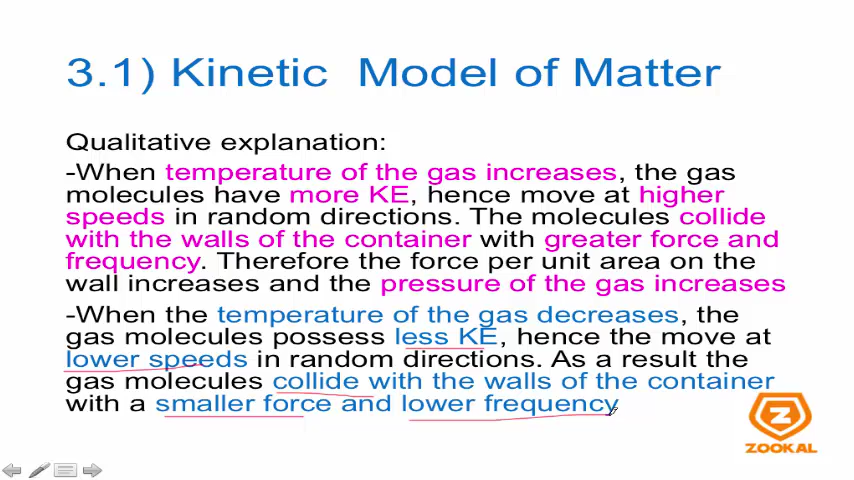 3.1) Kinetic Model of Matter
Qualitative explanation:
-When temperature of the gas increases, the gas
molecules have more KE, hence move at higher
speeds in random directions. The molecules collide
with the walls of the container with greater force and
frequency. Therefore the force per unit area on the
wall increases and the pressure of the gas increases
-When the temperature of the gas decreases, the
gas molecules possess less KE, hence the move at
lower speeds in random directions. As a result the
gas molecules collide with the walls of the container
with a smaller force and lower frequency
Z
ZOOKAL